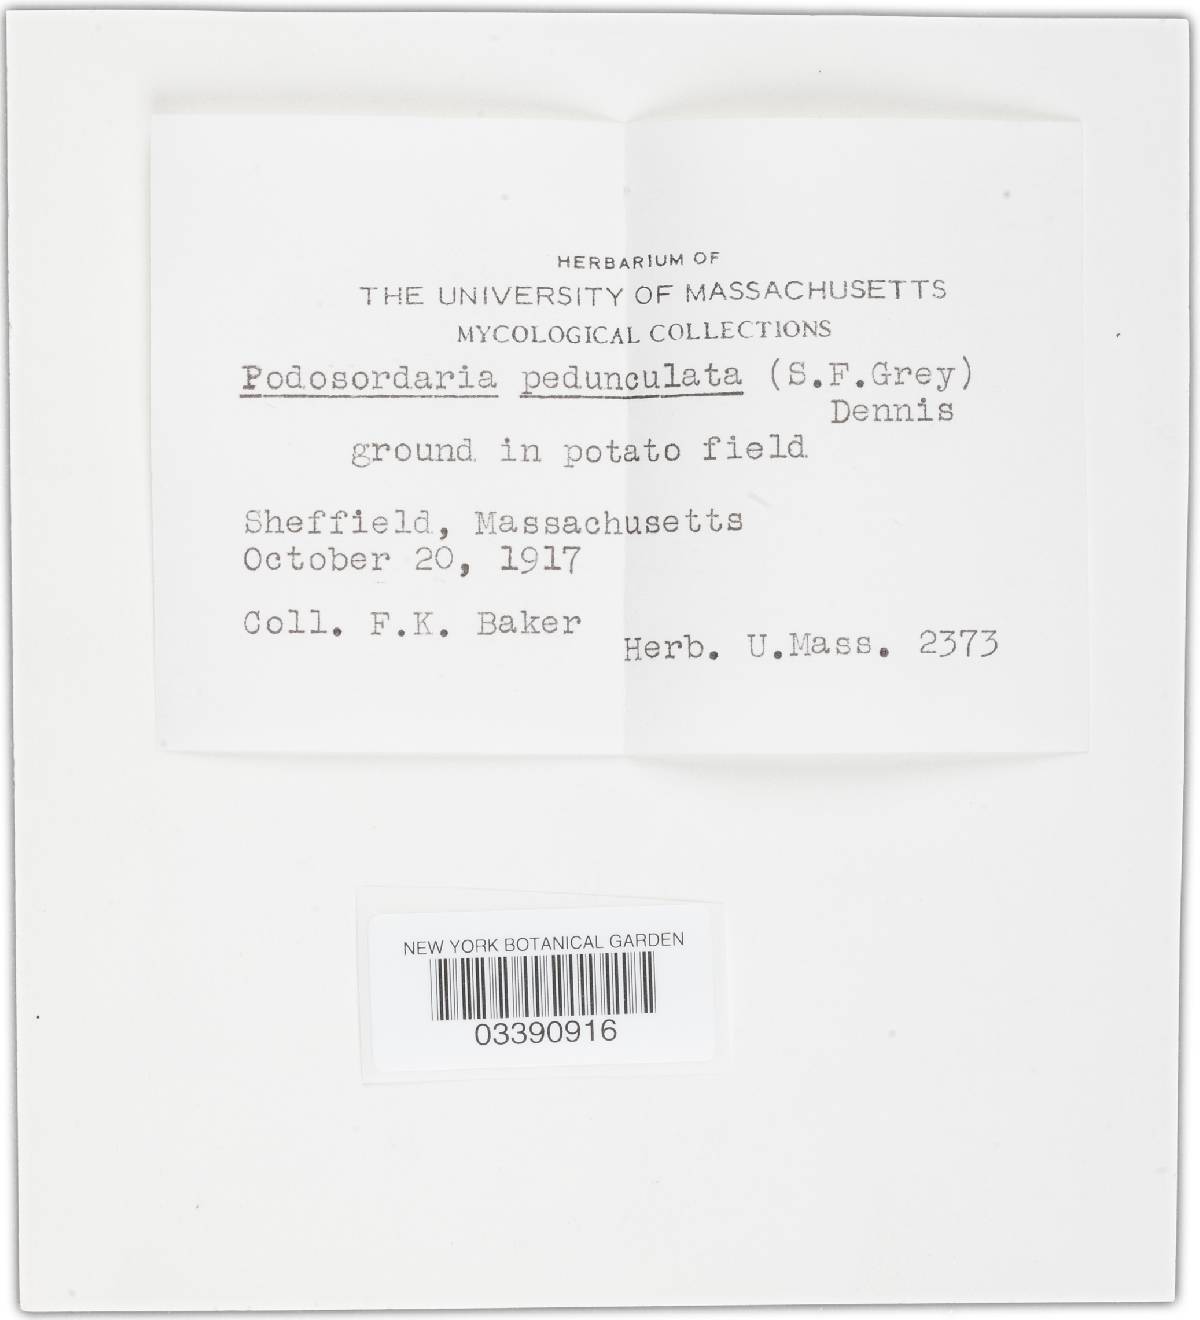 HERBARIUM OF
THE UNIVERSITY OF MASSACHUSETTS
MYCOLOGICAL COLLECTIONS
Podosordaria pedunculata (S.F.Grey)
Dennis
ground in potato field
Sheffield, Massachusetts
October 20, 1917
Coll. F.K. Baker
Herb. U.Mass. 2373
NEW YORK BOTANICAL GARDEN
03390916